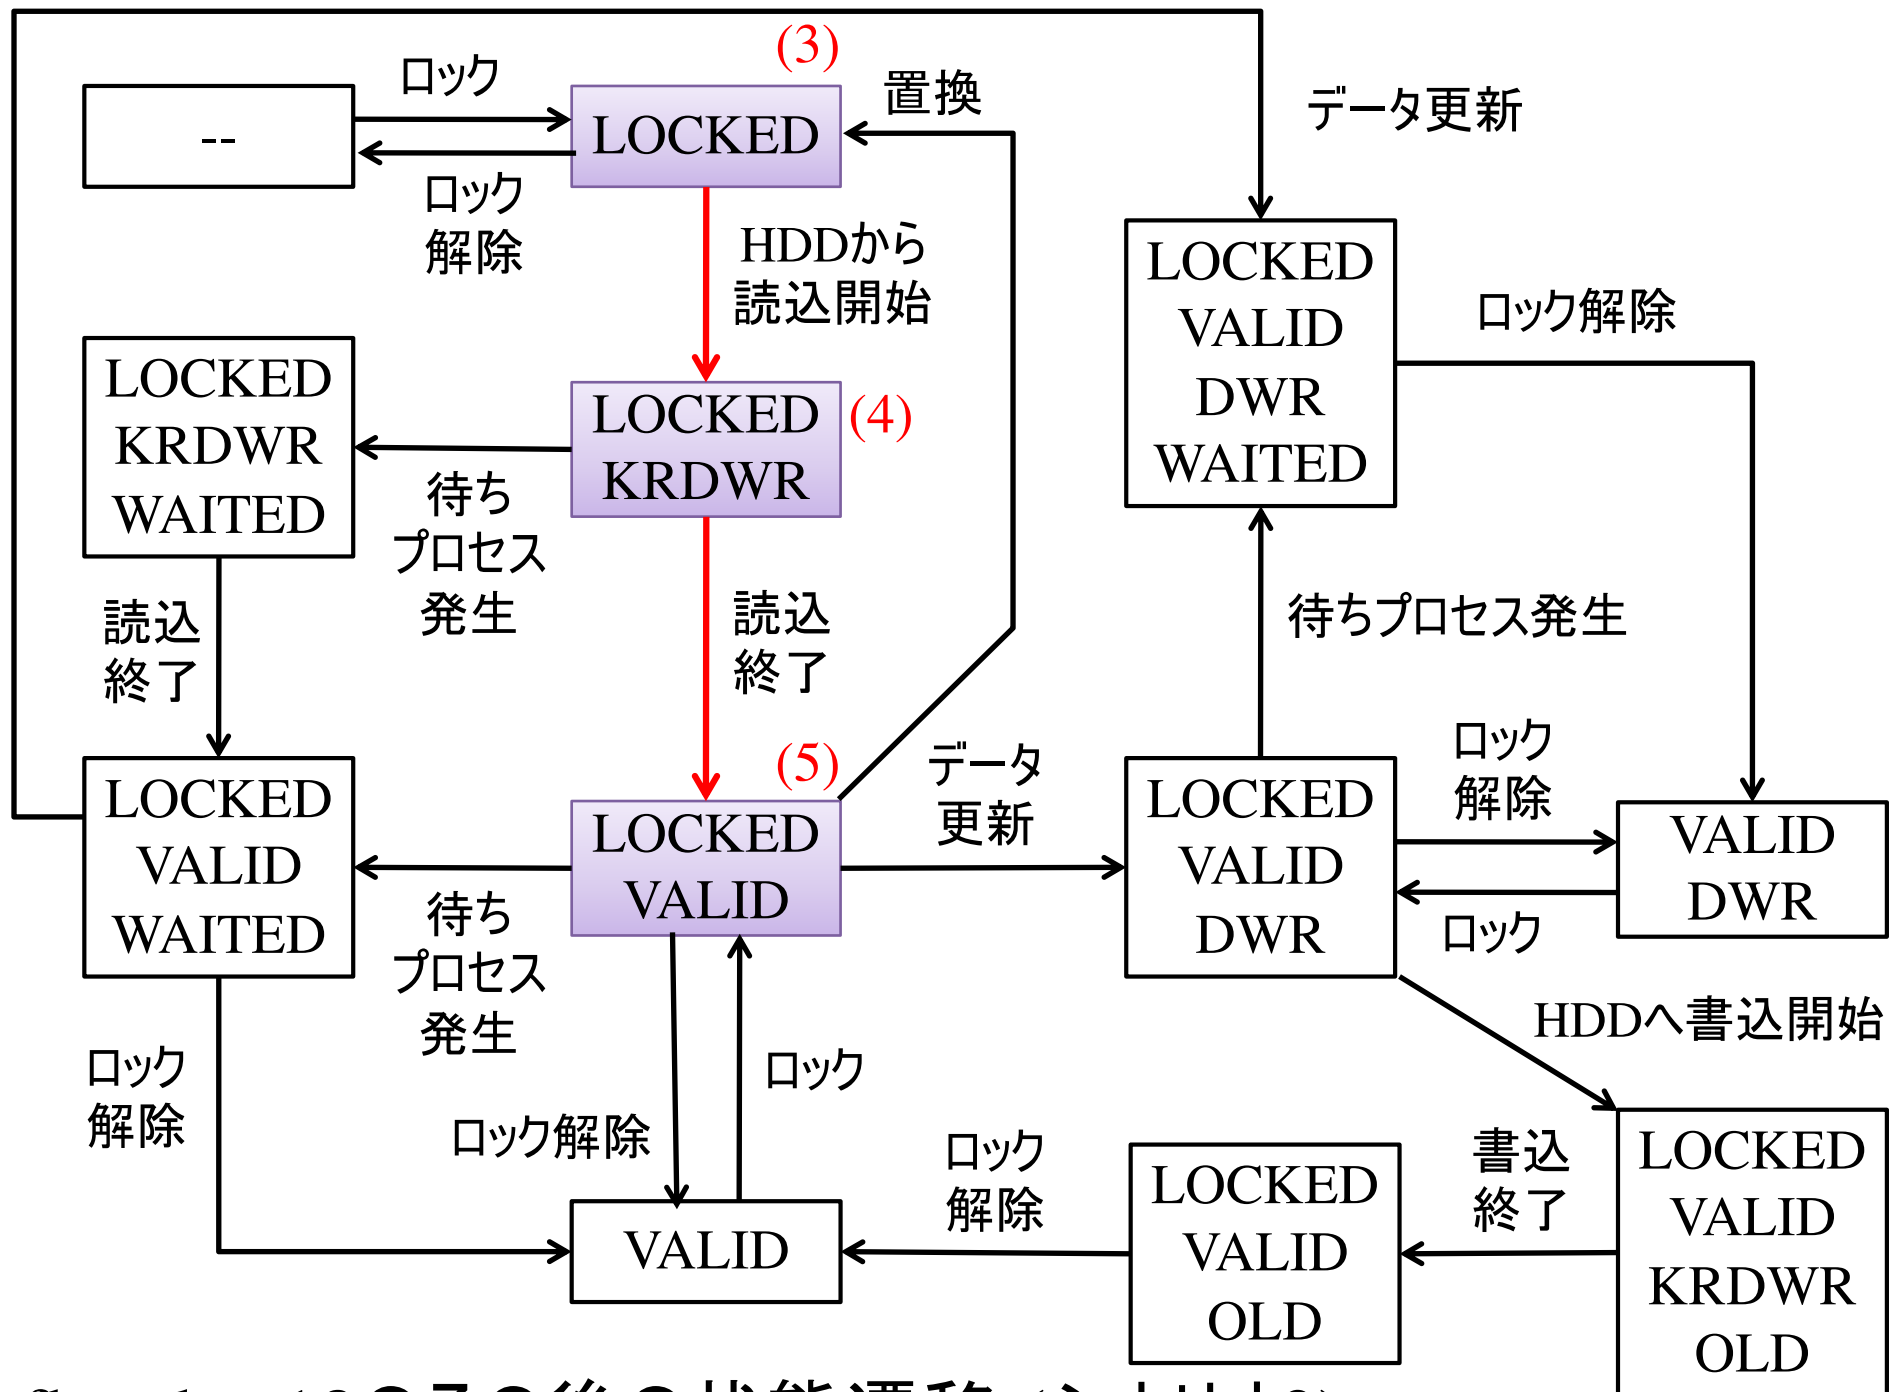 (3)
ロック
置換
データ更新
--
LOCKED
ロック
解除
HDDから
読込開始
LOCKED
VALID
DWR
WAITED
ロック解除
LOCKED
KRDWR
WAITED
LOCKED
KRDWR
(4)
待ち
プロセス
発生
読込
終了
読込
終了
待ちプロセス発生
(5)
データ
更新
ロック
解除
LOCKED
VALID
WAITED
LOCKED
VALID
LOCKED
VALID
DWR
VALID
DWR
ロック
待ち
プロセス
発生
HDDへ書込開始
ロック
解除
ロック
ロック解除
ロック
解除
書込
終了
VALID
LOCKED
VALID
OLD
LOCKED
VALID
KRDWR
OLD